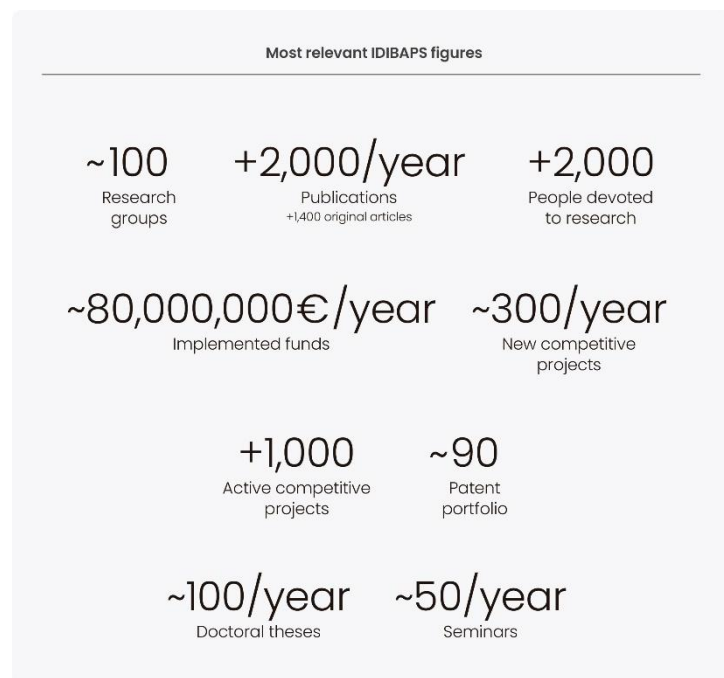 Most relevant IDIBAPS figures
~100
Research
groups
+2,000/year
Publications
+1,400 original articles
+2,000
People devoted
to research
~80,000,000€/year
Implemented funds
~300/year
New competitive
projects
+1,000
Active competitive
projects
~90
Patent
portfolio
~100/year
Doctoral theses
~50/year
Seminars